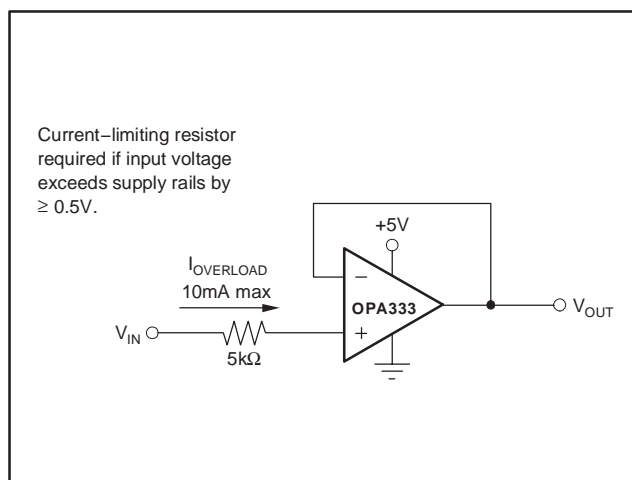 Current−limiting resistor
required if input voltage
exceeds supply rails by
≥ 0.5V.
+5V
IOVERLOAD
10mA max
−
OPA333
VOUT
VIN
+
5kΩ